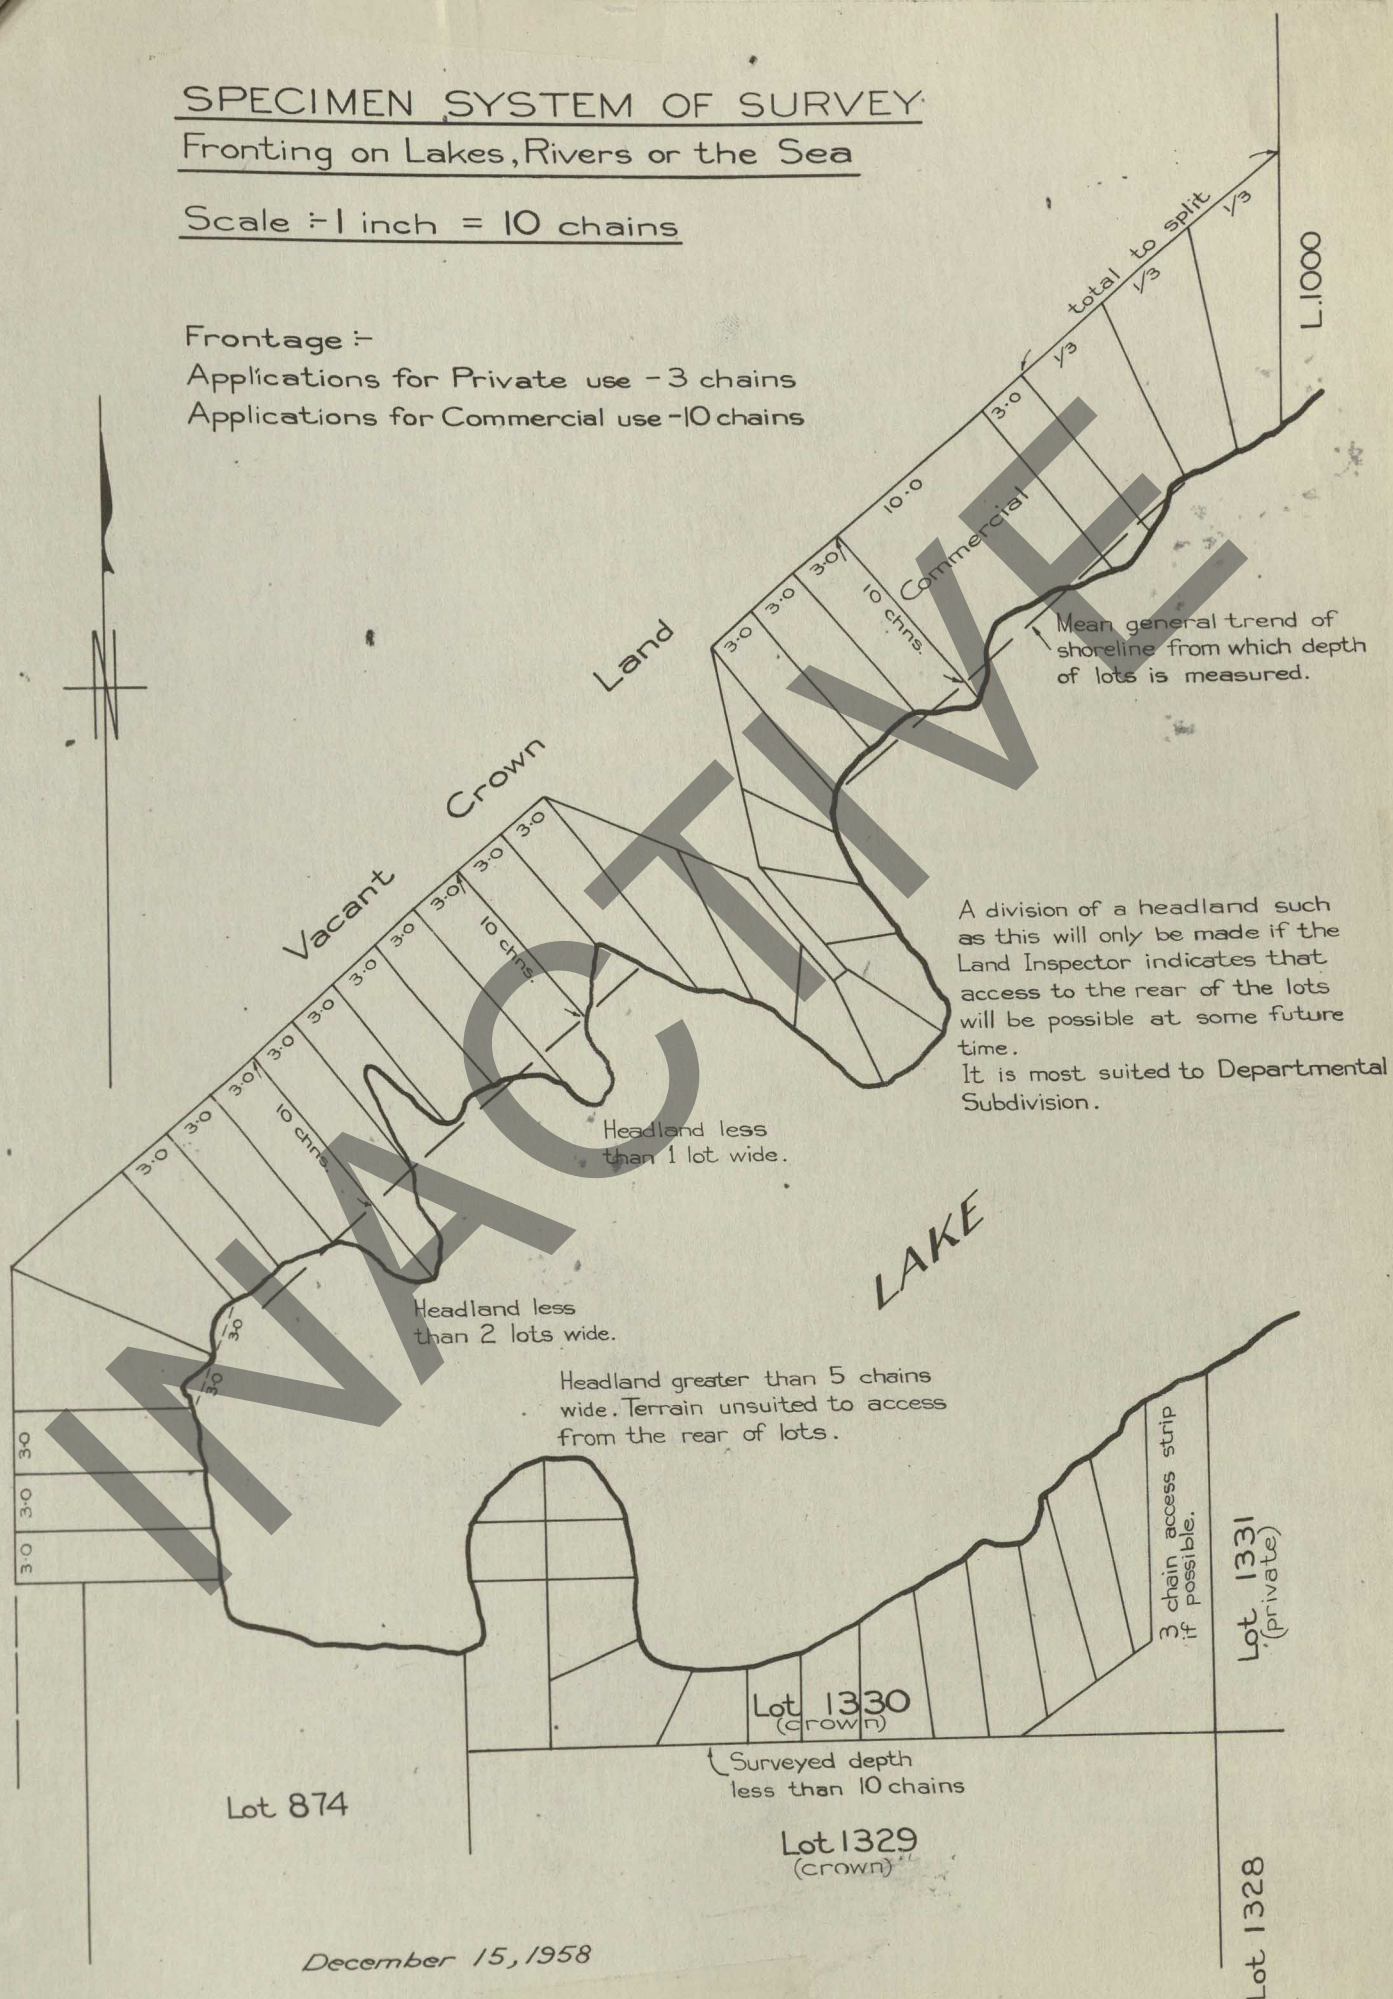 SPECIMEN SYSTEM OF SURVEY
Fronting on Lakes, Rivers or the Sea
Scale :- 1 inch = 10 chains
Frontage :-
Applications for Private use - 3 chains
Applications for Commercial use - 10 chains
N
total to split
1/3
1/3
1/3
L.1000
3.0
10.0
Commercial
3.0
3.0
3.0
10 chns.
Mean general trend of
shoreline from which depth
of lots is measured.
Vacant Crown Land
3.0
3.0
3.0
10 chns.
3.0
3.0
3.0
3.0
3.0
10 chns.
3.0
3.0
A division of a headland such
as this will only be made if the
Land Inspector indicates that
access to the rear of the lots
will be possible at some future
time.
It is most suited to Departmental
Subdivision.
Headland less
than 1 lot wide.
LAKE
Headland less
than 2 lots wide.
3.0
3.0
Headland greater than 5 chains
wide. Terrain unsuited to access
from the rear of lots.
3.0
3.0
3.0
3 chain access strip
if possible.
Lot 1331
(private)
Lot 1330
(crown)
Surveyed depth
less than 10 chains
Lot 874
Lot 1329
(crown)
Lot 1328
December 15, 1958
INACTIVE